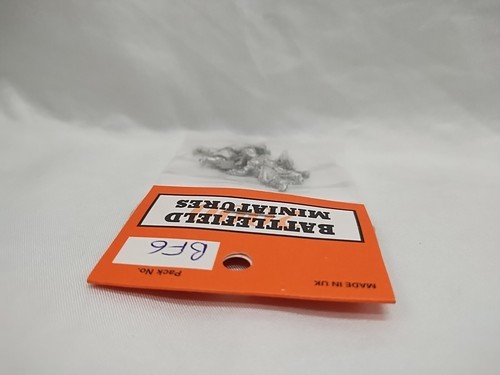 MADE IN UK
Pack No.
BF6
BATTLEFIELD
MINIATURES